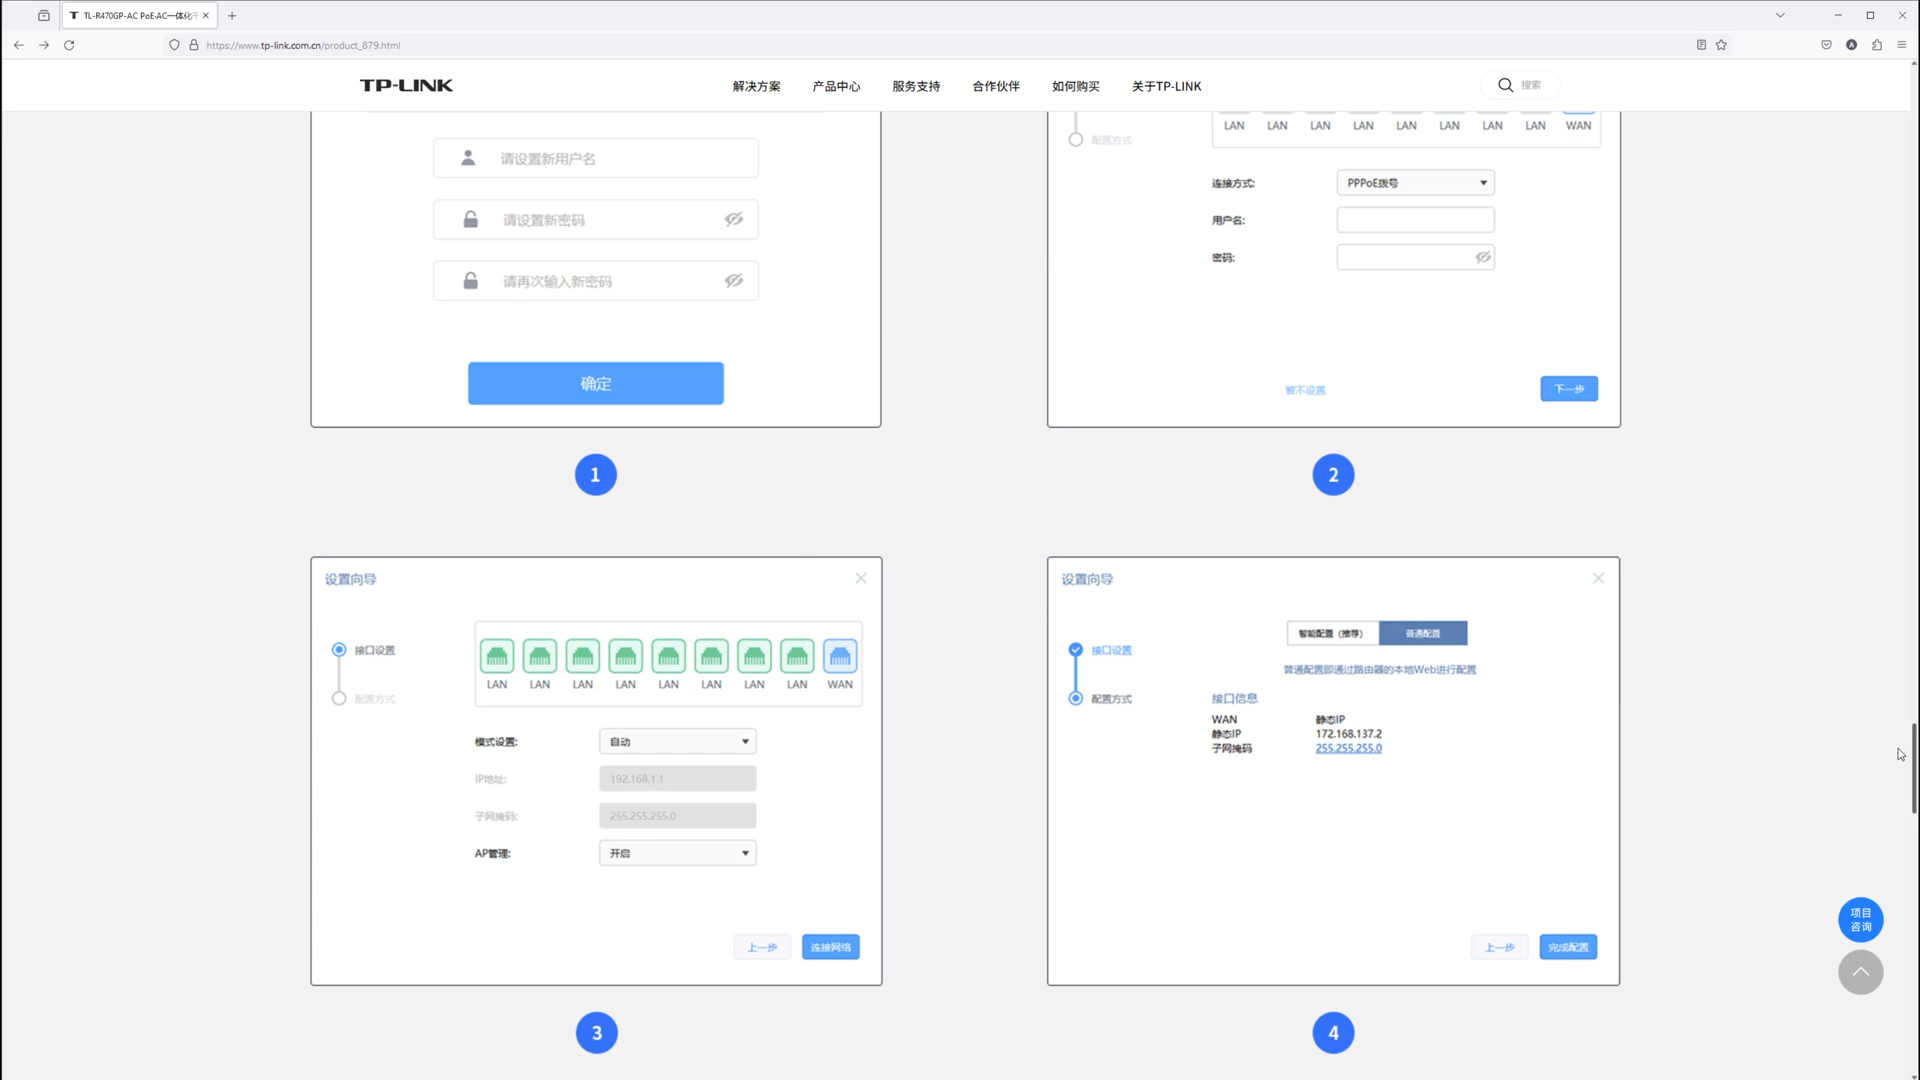 TL-R470GP-AC PoE·AC一体化千
https://www.tp-link.com.cn/product_879.html
TP-LINK
解决方案
产品中心
服务支持
合作伙伴
如何购买
关于TP-LINK
搜索
请设置新用户名
请设置新密码
请再次输入新密码
确定
1
LAN LAN LAN LAN LAN LAN LAN LAN WAN
配置方式
连接方式: PPPoE拨号
用户名:
密码:
暂不设置
下一步
2
设置向导
接口设置
配置方式
LAN LAN LAN LAN LAN LAN LAN LAN WAN
模式设置: 自动
IP地址: 192.168.1.1
子网掩码: 255.255.255.0
AP管理: 开启
上一步
连接网络
3
设置向导
接口设置
配置方式
智能配置（推荐） 普通配置
普通配置即通过路由器的本地Web进行配置
接口信息
WAN 静态IP
静态IP 172.168.137.2
子网掩码 255.255.255.0
上一步
完成配置
4
项目
咨询